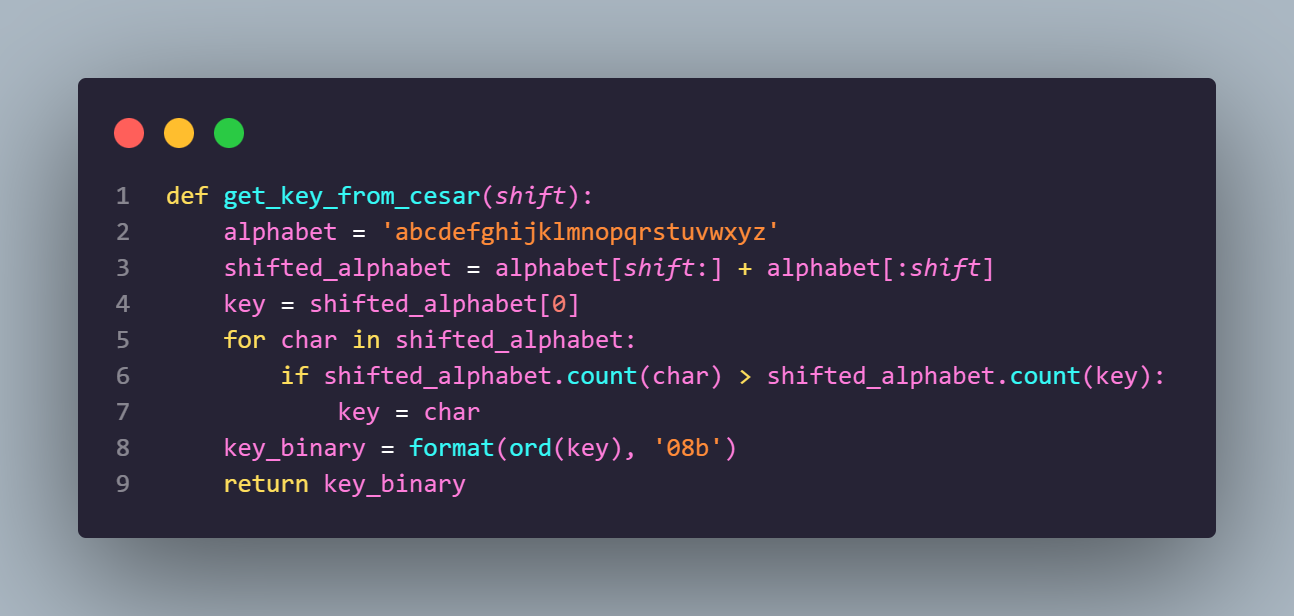 1 def get_key_from_cesar(shift):
2     alphabet = 'abcdefghijklmnopqrstuvwxyz'
3     shifted_alphabet = alphabet[shift:] + alphabet[:shift]
4     key = shifted_alphabet[0]
5     for char in shifted_alphabet:
6         if shifted_alphabet.count(char) > shifted_alphabet.count(key):
7             key = char
8     key_binary = format(ord(key), '08b')
9     return key_binary